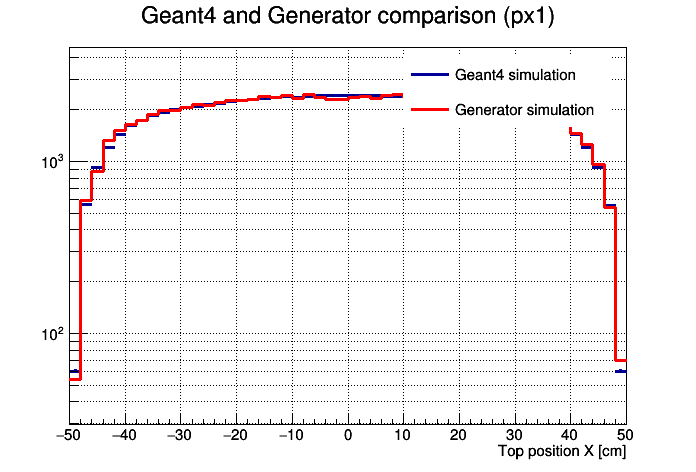 Geant4 and Generator comparison (px1)
Geant4 simulation
Generator simulation
10³
10²
−50 −40 −30 −20 −10 0 10 20 30 40 50
Top position X [cm]